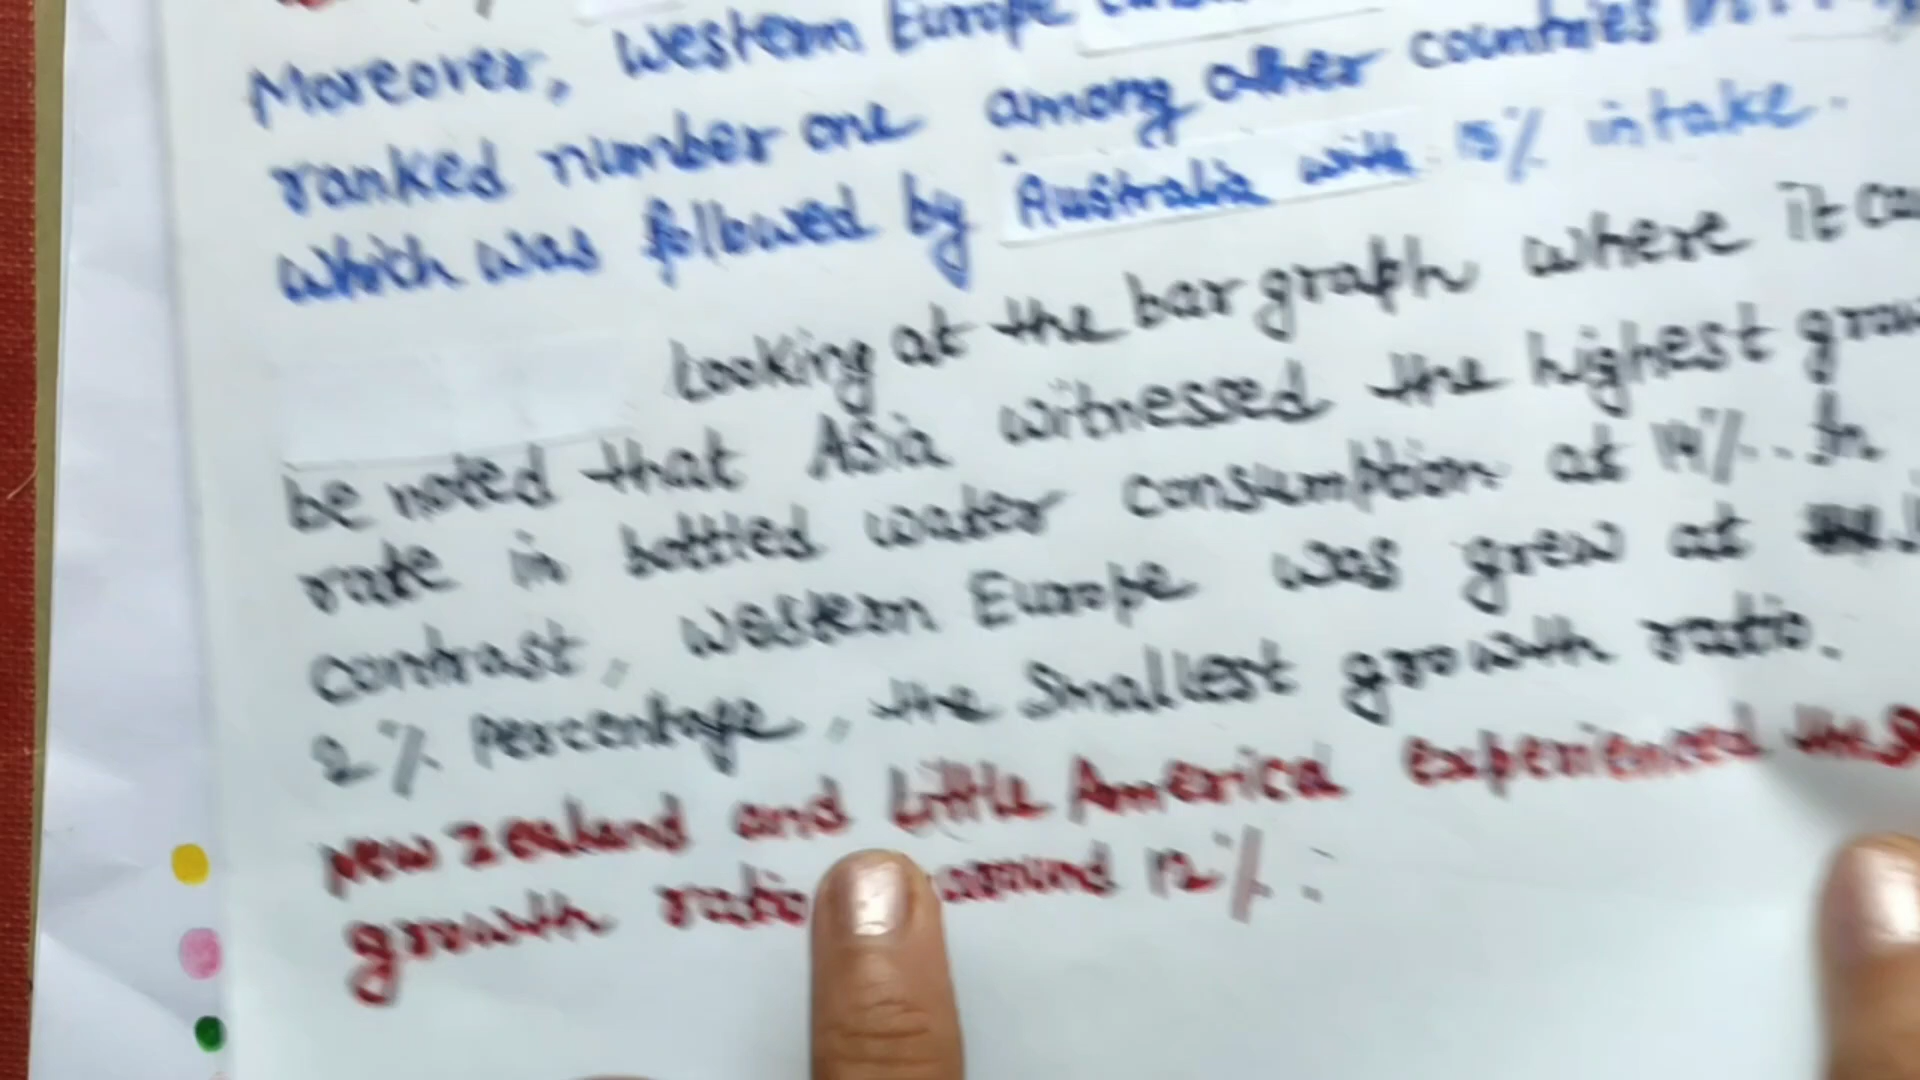 Moreover, western Europe
ranked number one among other countries
which was followed by Australia with 15% intake.
Looking at the bar graph where it
be noted that Asia witnessed the highest
rate in bottled water consumption at 14%. In
contrast, western Europe was grew at
2% percentage, the smallest growth ratio.
New zealand and Little America experienced the
growth ratio around 12%.